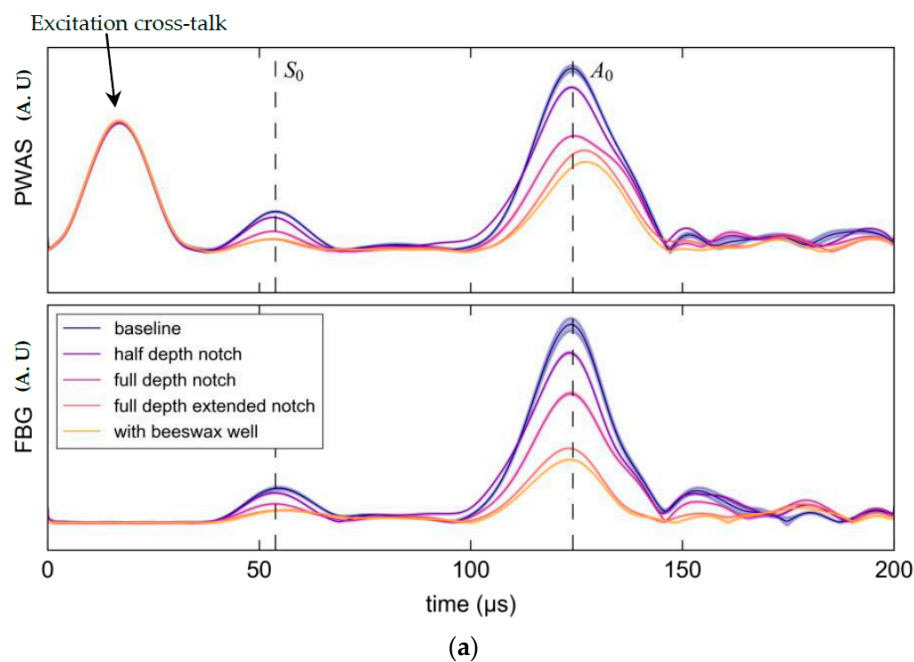 Excitation cross-talk
PWAS (A. U)
S0
A0
FBG (A. U)
baseline
half depth notch
full depth notch
full depth extended notch
with beeswax well
0
50
100
150
200
time (µs)
(a)